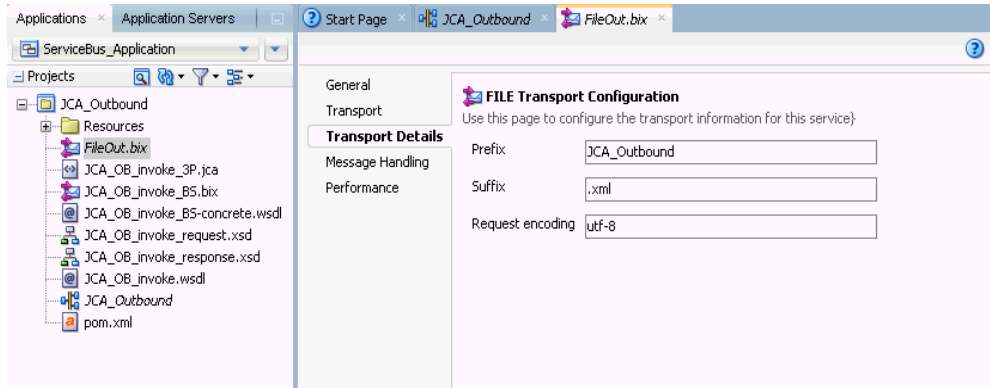 Applications × Application Servers
Start Page × JCA_Outbound × FileOut.bix ×
ServiceBus_Application
Projects
JCA_Outbound
Resources
FileOut.bix
JCA_OB_invoke_3P.jca
JCA_OB_invoke_BS.bix
JCA_OB_invoke_BS-concrete.wsdl
JCA_OB_invoke_request.xsd
JCA_OB_invoke_response.xsd
JCA_OB_invoke.wsdl
JCA_Outbound
pom.xml
General
Transport
Transport Details
Message Handling
Performance
FILE Transport Configuration
Use this page to configure the transport information for this service}
Prefix JCA_Outbound
Suffix .xml
Request encoding utf-8